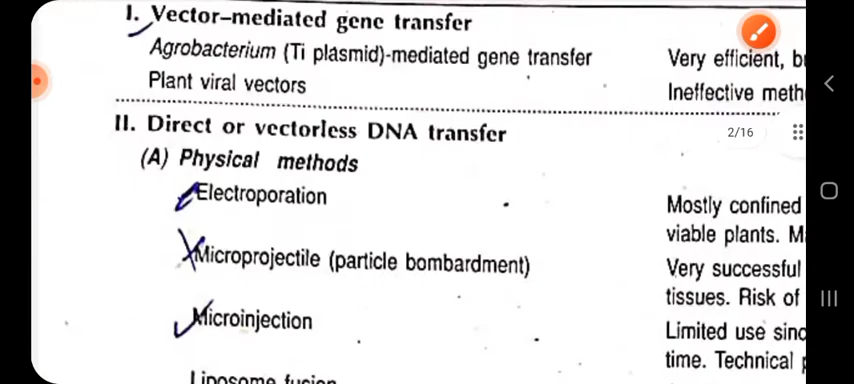 I. Vector–mediated gene transfer
Agrobacterium (Ti plasmid)-mediated gene transfer
Very efficient, b
Plant viral vectors
Ineffective meth
II. Direct or vectorless DNA transfer
2/16
(A) Physical methods
Electroporation
Mostly confined
viable plants. M
Microprojectile (particle bombardment)
Very successful
tissues. Risk of
Microinjection
Limited use sinc
time. Technical
Liposome fusion